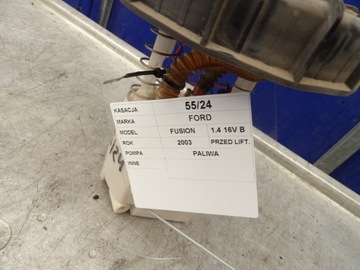 KASACJA 55/24
MARKA FORD
MODEL FUSION 1.4 16V B
ROK 2003 PRZED LIFT.
POMPA PALIWA
INNE